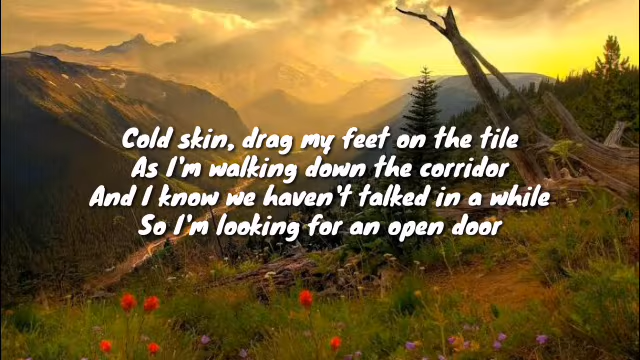 Cold skin, drag my feet on the tile
As I'm walking down the corridor
And I know we haven't talked in a while
So I'm looking for an open door